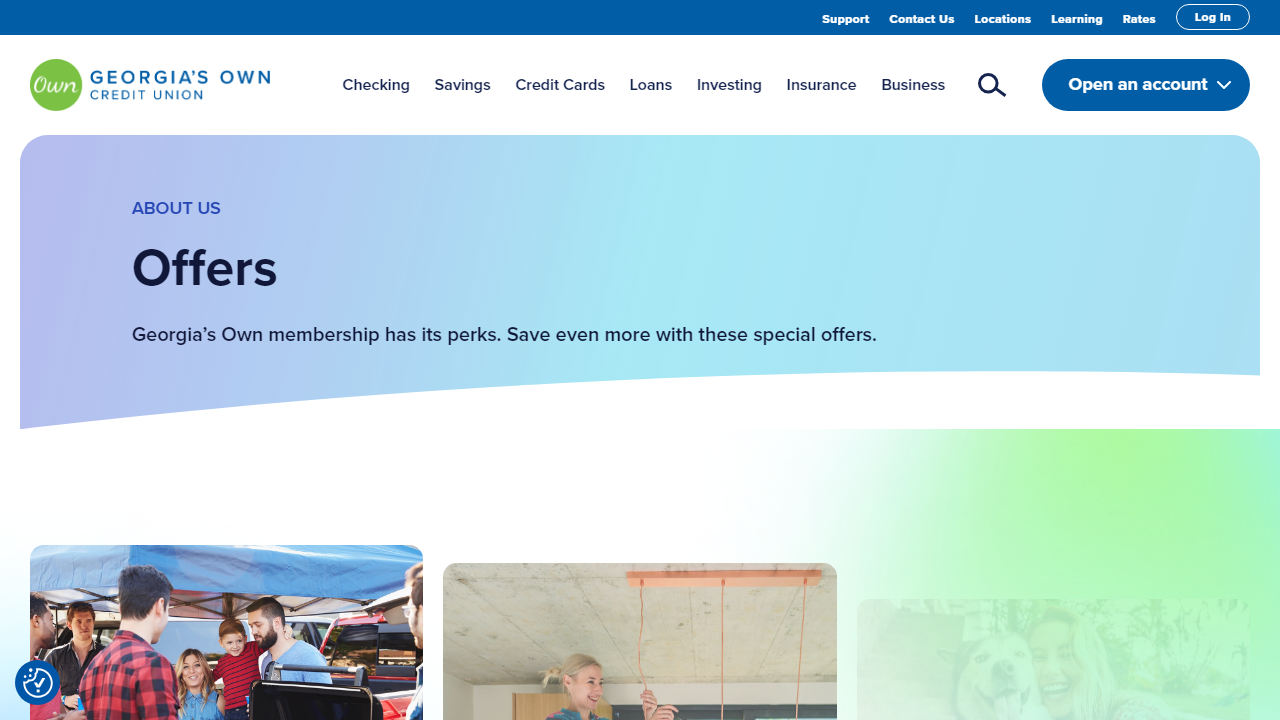 Support Contact Us Locations Learning Rates Log In
Own GEORGIA'S OWN
CREDIT UNION
Checking Savings Credit Cards Loans Investing Insurance Business Open an account
ABOUT US
Offers
Georgia’s Own membership has its perks. Save even more with these special offers.